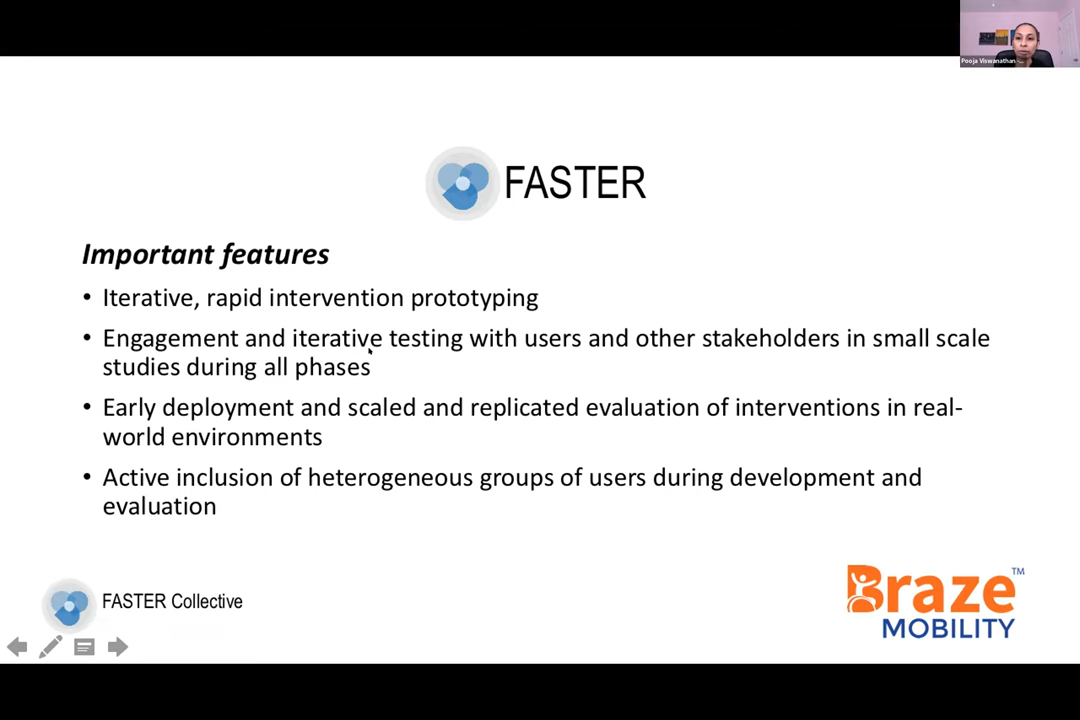 Pooja Viswanathan
FASTER
Important features
• Iterative, rapid intervention prototyping
• Engagement and iterative testing with users and other stakeholders in small scale
studies during all phases
• Early deployment and scaled and replicated evaluation of interventions in real-
world environments
• Active inclusion of heterogeneous groups of users during development and
evaluation
FASTER Collective
Braze™
MOBILITY